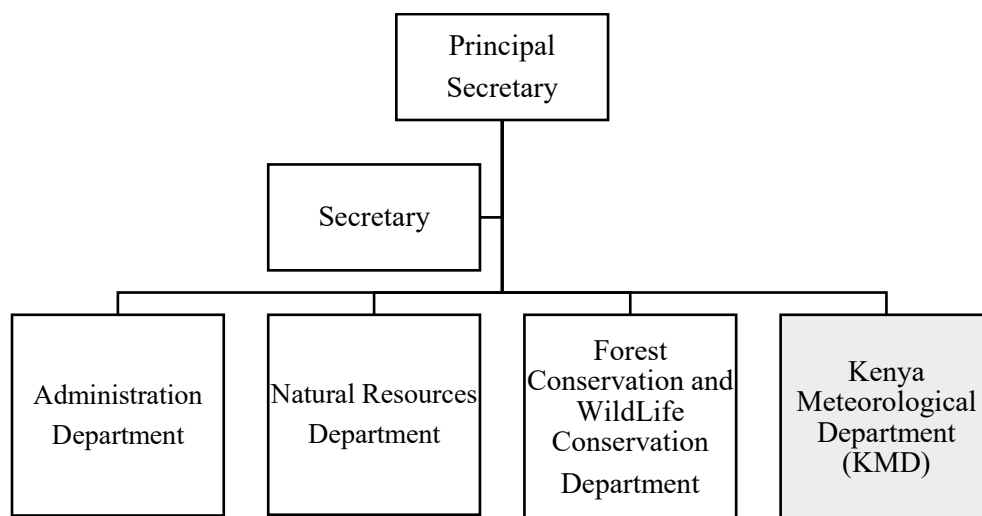 Principal
Secretary
Secretary
Administration
Department
Natural Resources
Department
Forest
Conservation and
WildLife
Conservation
Department
Kenya
Meteorological
Department
(KMD)